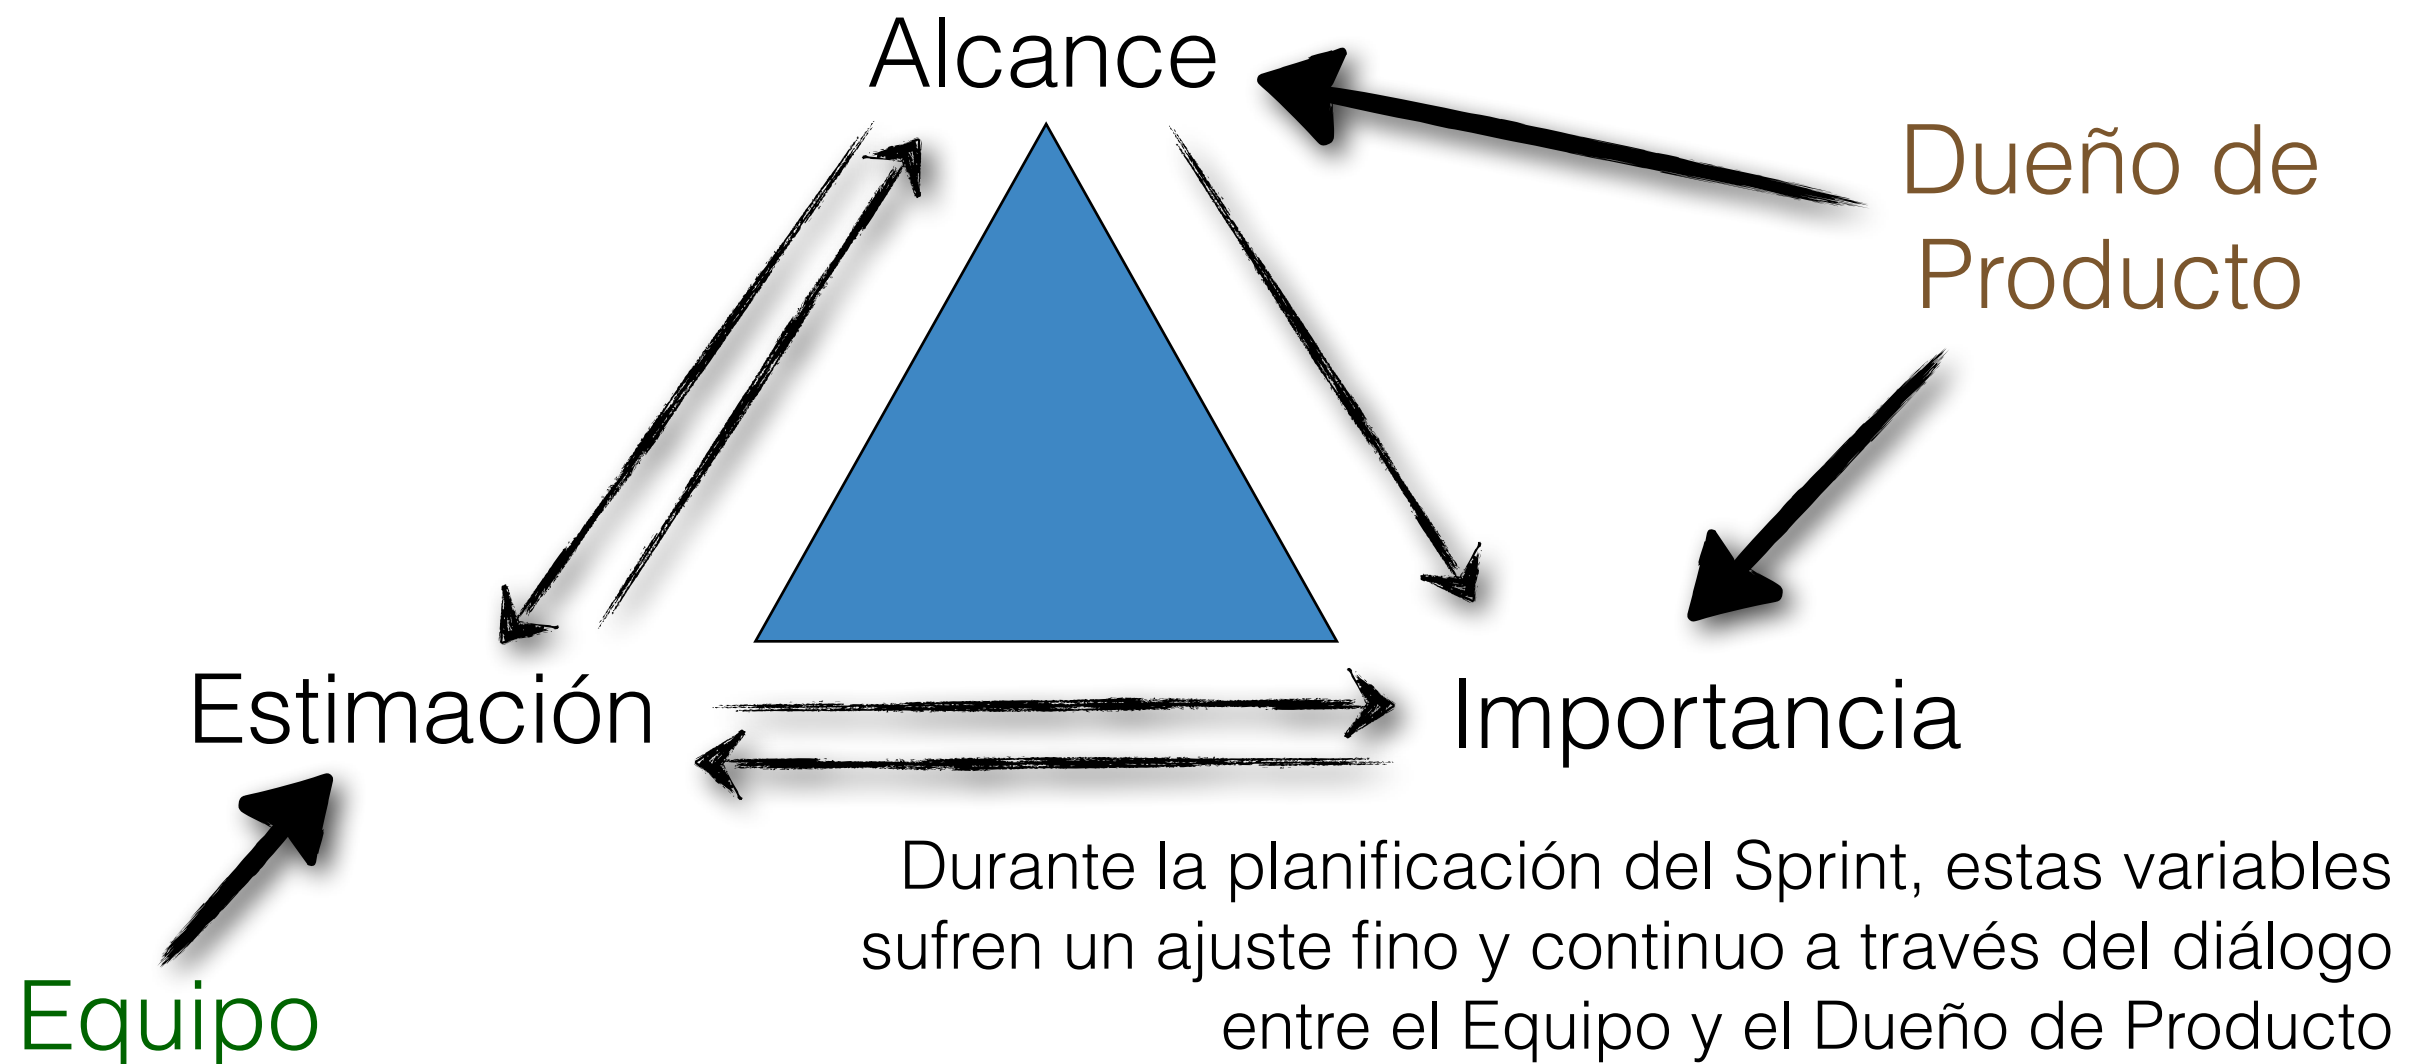 Alcance
Dueño de
Producto
Estimación
Importancia
Durante la planificación del Sprint, estas variables
sufren un ajuste fino y continuo a través del diálogo
entre el Equipo y el Dueño de Producto
Equipo